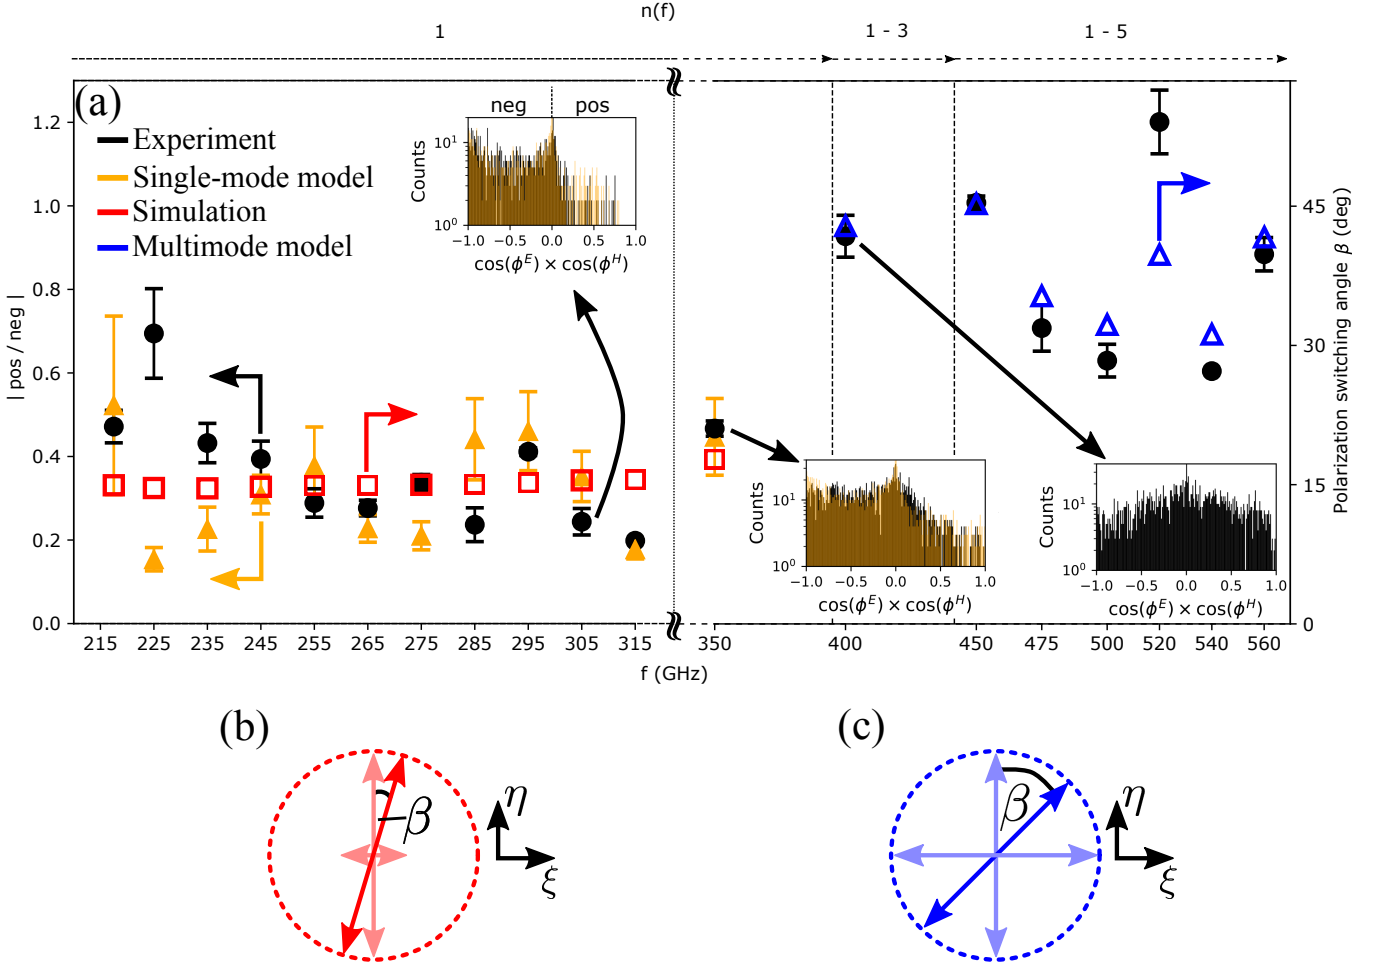 n(f)
1
1 - 3
1 - 5
(a)
Experiment
Single-mode model
Simulation
Multimode model
neg
pos
Counts
10¹
10⁰
−1.0 −0.5 0.0 0.5 1.0
cos(ϕᴱ) × cos(ϕᴴ)
| pos / neg |
1.2
1.0
0.8
0.6
0.4
0.2
0.0
45
30
15
0
Polarization switching angle β (deg)
Counts
10¹
10⁰
−1.0 −0.5 0.0 0.5 1.0
cos(ϕᴱ) × cos(ϕᴴ)
Counts
10¹
10⁰
−1.0 −0.5 0.0 0.5 1.0
cos(ϕᴱ) × cos(ϕᴴ)
215 225 235 245 255 265 275 285 295 305 315 350 400 450 475 500 520 540 560
f (GHz)
(b)
β
η
ξ
(c)
β
η
ξ